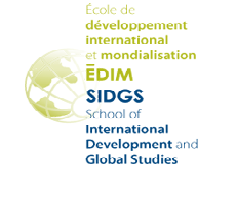 École de
développement
international
et mondialisation
ÉDIM
SIDGS
School of
International
Development and
Global Studies